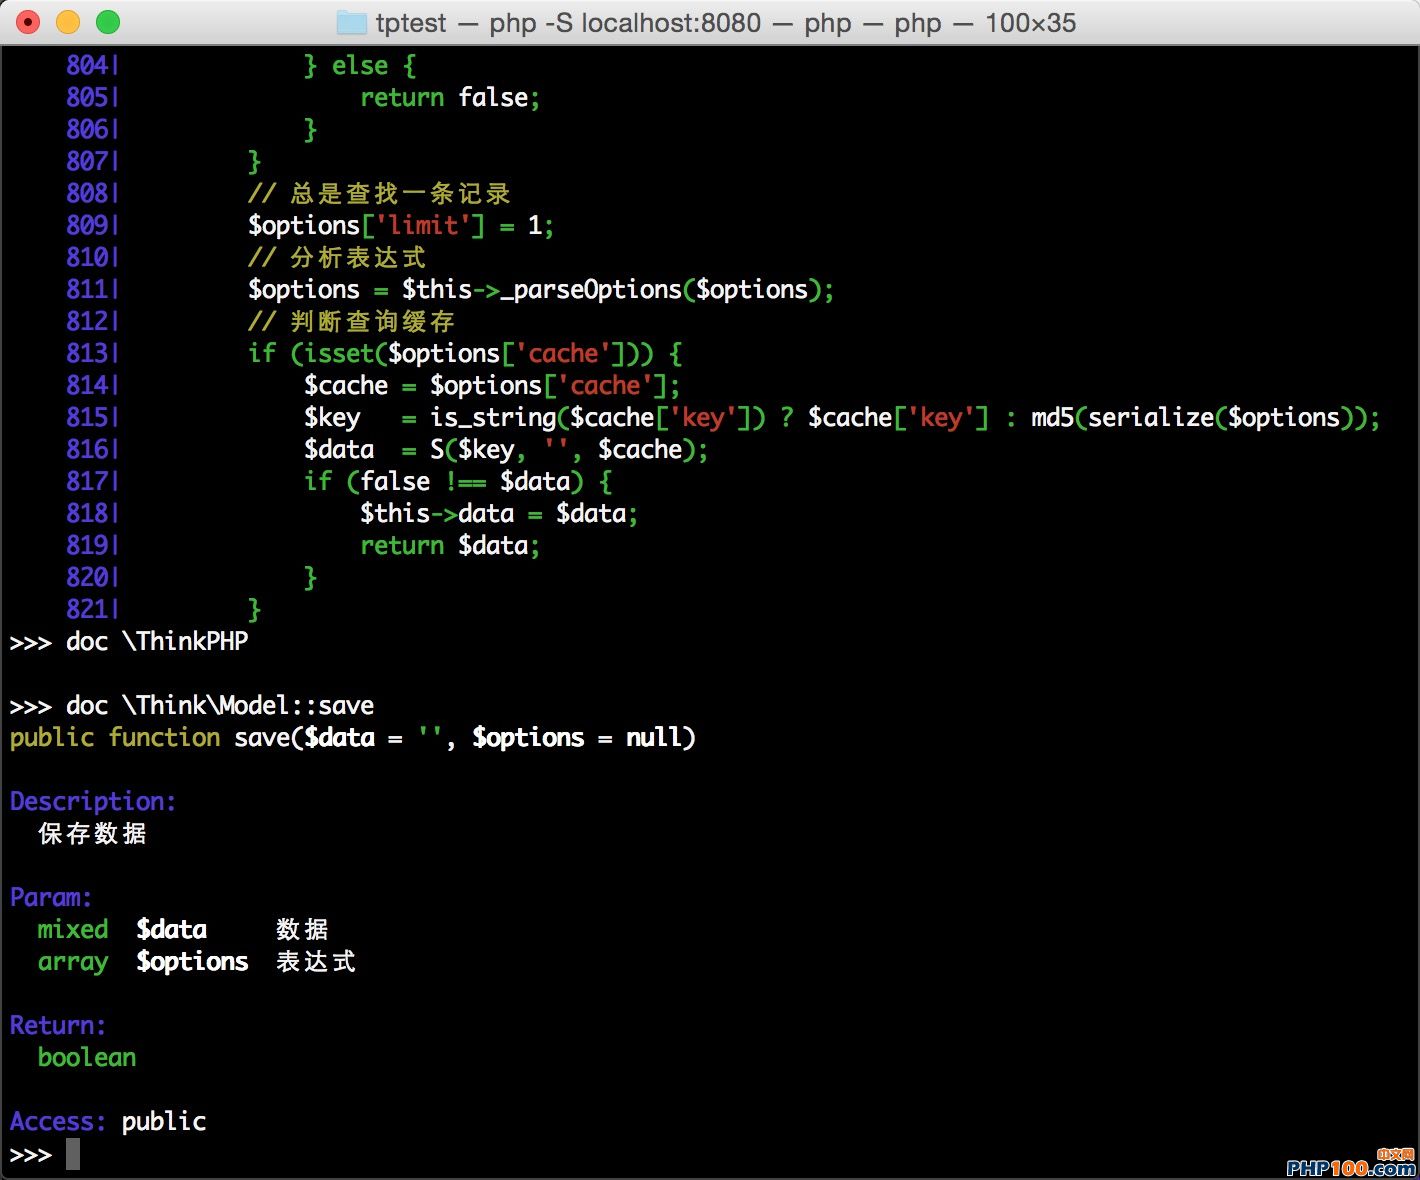 tptest — php -S localhost:8080 — php — php — 100×35
804|             } else {
805|                 return false;
806|             }
807|         }
808|         // 总是查找一条记录
809|         $options['limit'] = 1;
810|         // 分析表达式
811|         $options = $this->_parseOptions($options);
812|         // 判断查询缓存
813|         if (isset($options['cache'])) {
814|             $cache = $options['cache'];
815|             $key   = is_string($cache['key']) ? $cache['key'] : md5(serialize($options));
816|             $data  = S($key, '', $cache);
817|             if (false !== $data) {
818|                 $this->data = $data;
819|                 return $data;
820|             }
821|         }
>>> doc \ThinkPHP
>>> doc \Think\Model::save
public function save($data = '', $options = null)
Description:
  保存数据
Param:
  mixed  $data     数据
  array  $options  表达式
Return:
  boolean
Access: public
>>>
中文网
PHP100.com